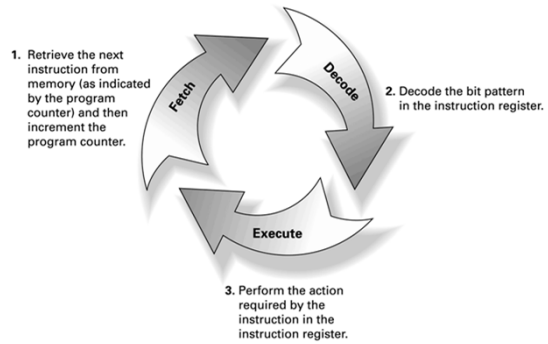 1. Retrieve the next
instruction from
memory (as indicated
by the program
counter) and then
increment the
program counter.
Fetch
Decode
2. Decode the bit pattern
in the instruction register.
Execute
3. Perform the action
required by the
instruction in the
instruction register.